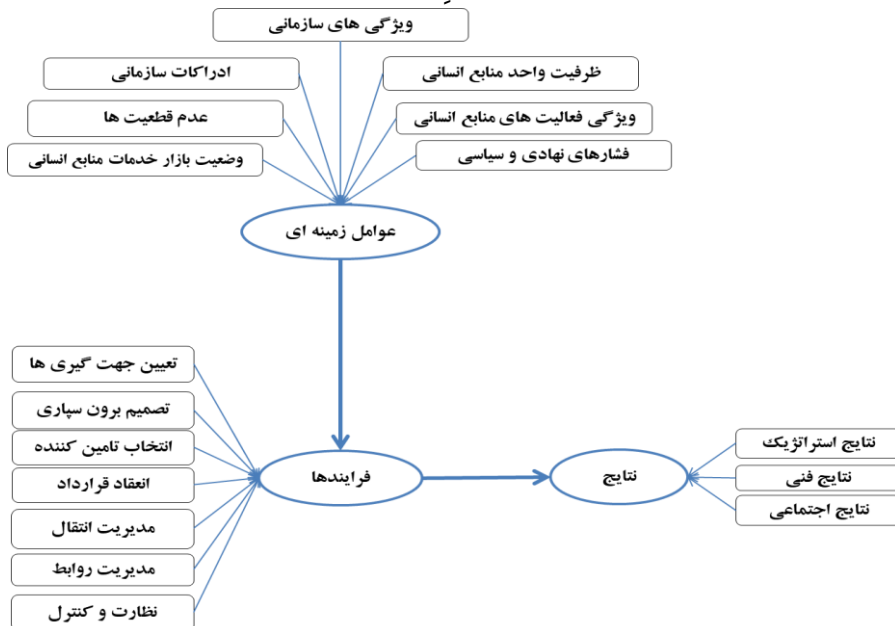 ویژگی های سازمانی
ظرفیت واحد منابع انسانی
ادراکات سازمانی
ویژگی فعالیت های منابع انسانی
عدم قطعیت ها
فشارهای نهادی و سیاسی
وضعیت بازار خدمات منابع انسانی
عوامل زمینه ای
تعیین جهت گیری ها
تصمیم برون سپاری
انتخاب تامین کننده
انعقاد قرارداد
مدیریت انتقال
مدیریت روابط
نظارت و کنترل
فرایندها
نتایج
نتایج استراتژیک
نتایج فنی
نتایج اجتماعی